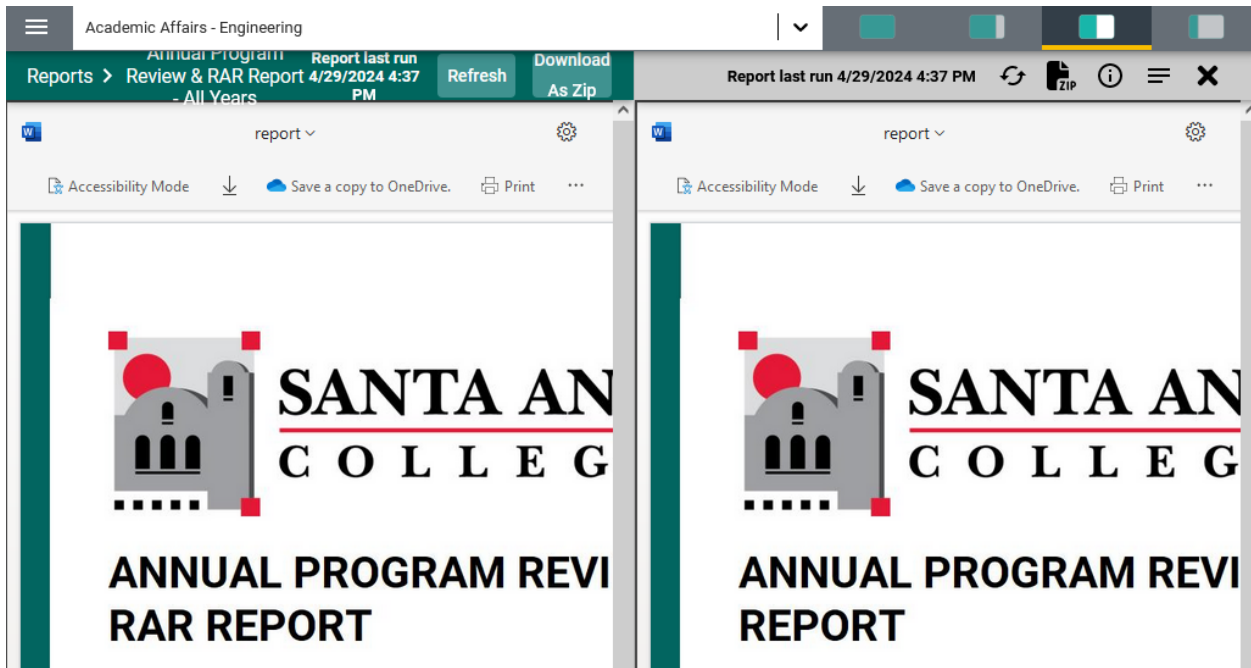 Academic Affairs - Engineering
Reports > Annual Program Review & RAR Report - All Years
Report last run 4/29/2024 4:37 PM
Refresh
Download As Zip
Report last run 4/29/2024 4:37 PM
ZIP
W
report
Accessibility Mode
Save a copy to OneDrive.
Print
...
SANTA AN
COLLEG
ANNUAL PROGRAM REVI
RAR REPORT
W
report
Accessibility Mode
Save a copy to OneDrive.
Print
...
SANTA AN
COLLEG
ANNUAL PROGRAM REVI
REPORT